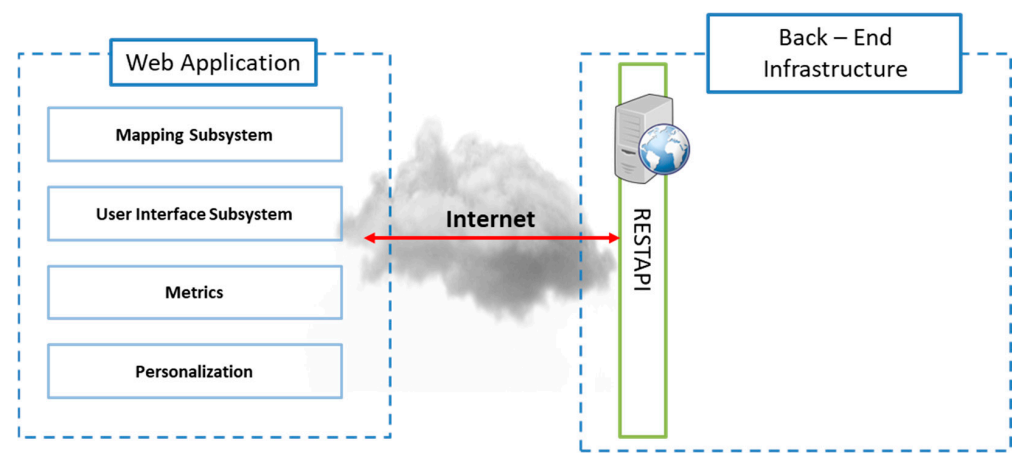 Web Application
Mapping Subsystem
User Interface Subsystem
Metrics
Personalization
Internet
RESTAPI
Back – End
Infrastructure